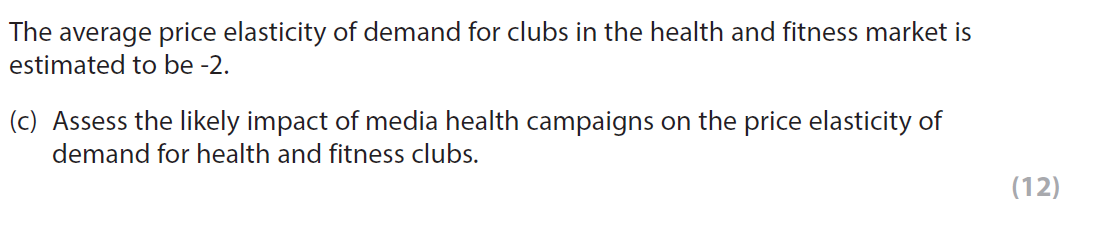 The average price elasticity of demand for clubs in the health and fitness market is
estimated to be -2.
(c) Assess the likely impact of media health campaigns on the price elasticity of
demand for health and fitness clubs.
(12)